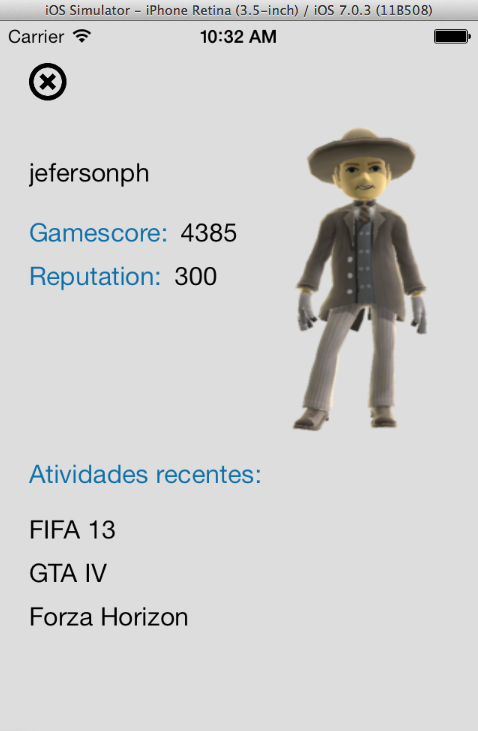 iOS Simulator - iPhone Retina (3.5-inch) / iOS 7.0.3 (11B508)
Carrier 10:32 AM
jefersonph
Gamescore: 4385
Reputation: 300
Atividades recentes:
FIFA 13
GTA IV
Forza Horizon